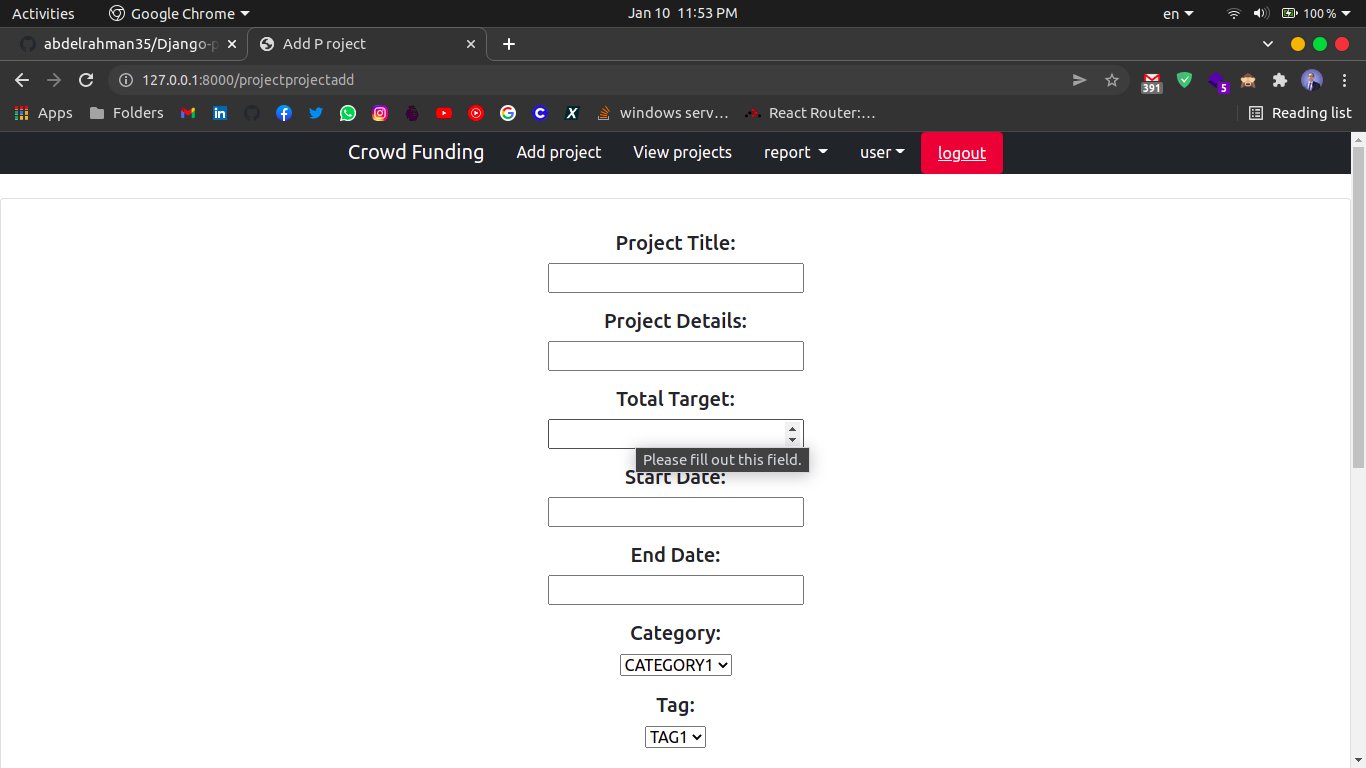 Activities Google Chrome Jan 10 11:53 PM en 100 %
abdelrahman35/Django-p Add P roject
127.0.0.1:8000/projectprojectadd 391 5
Apps Folders windows serv... React Router:... Reading list
Crowd Funding Add project View projects report user logout
Project Title:
Project Details:
Total Target:
Please fill out this field.
Start Date:
End Date:
Category:
CATEGORY1
Tag:
TAG1